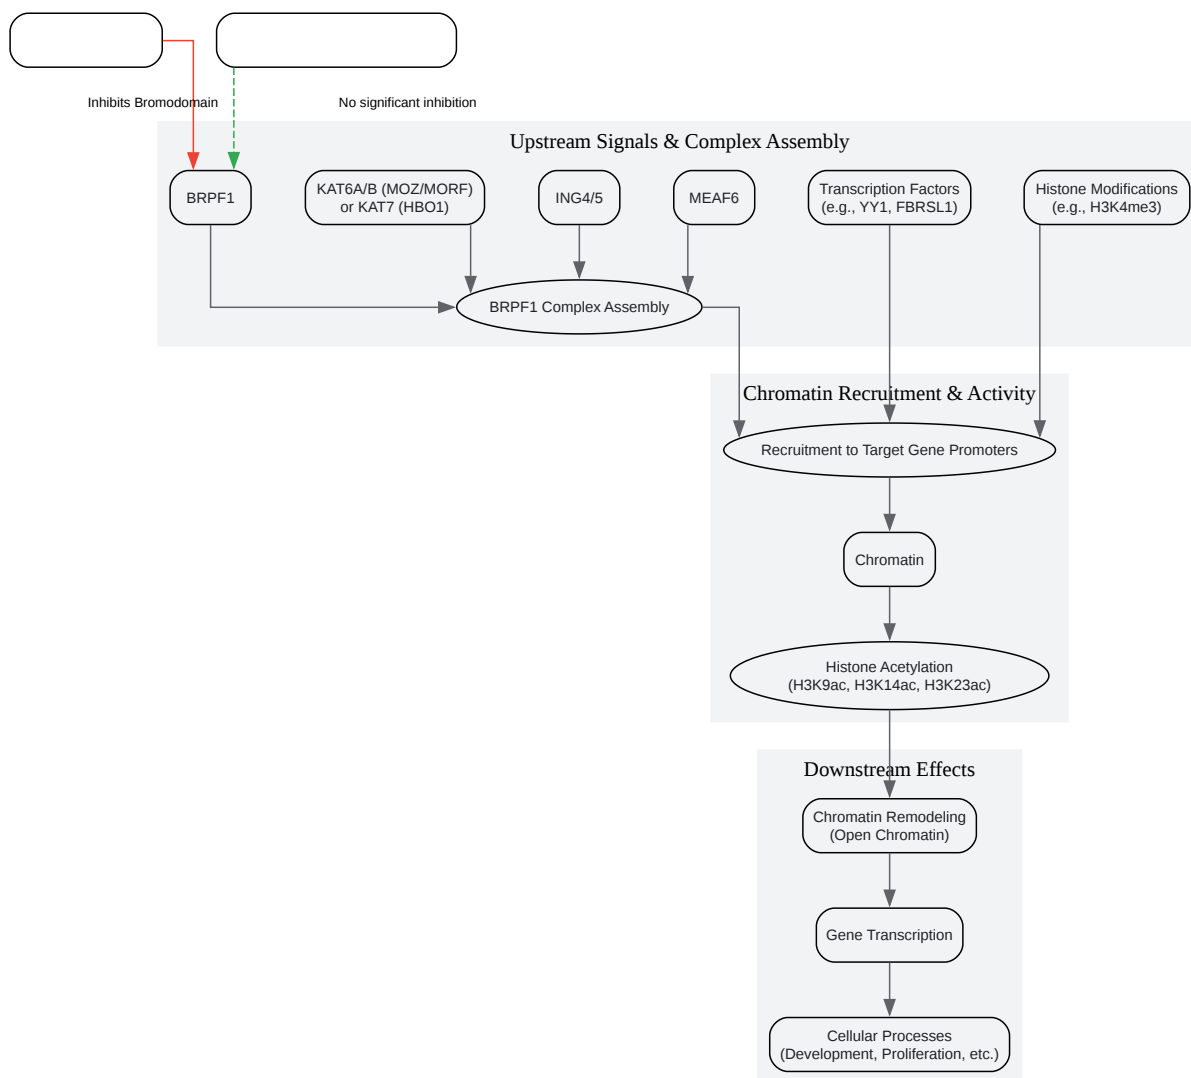 Inhibits Bromodomain
No significant inhibition
Upstream Signals & Complex Assembly
BRPF1
KAT6A/B (MOZ/MORF)
or KAT7 (HBO1)
ING4/5
MEAF6
Transcription Factors
(e.g., YY1, FBRSL1)
Histone Modifications
(e.g., H3K4me3)
BRPF1 Complex Assembly
Chromatin Recruitment & Activity
Recruitment to Target Gene Promoters
Chromatin
Histone Acetylation
(H3K9ac, H3K14ac, H3K23ac)
Downstream Effects
Chromatin Remodeling
(Open Chromatin)
Gene Transcription
Cellular Processes
(Development, Proliferation, etc.)